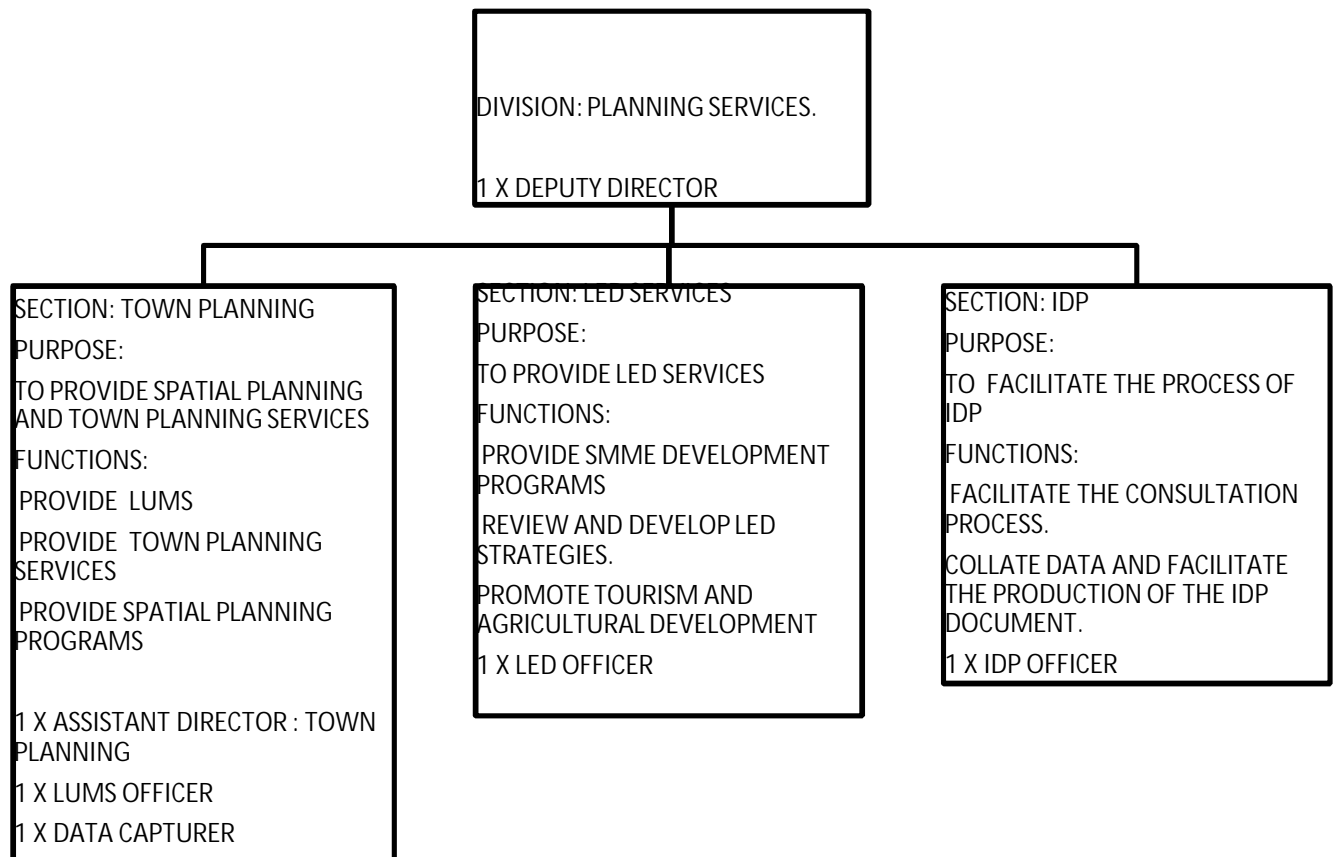 DIVISION: PLANNING SERVICES.
1 X DEPUTY DIRECTOR
SECTION: TOWN PLANNING
PURPOSE:
TO PROVIDE SPATIAL PLANNING
AND TOWN PLANNING SERVICES
FUNCTIONS:
PROVIDE LUMS
PROVIDE TOWN PLANNING
SERVICES
PROVIDE SPATIAL PLANNING
PROGRAMS
1 X ASSISTANT DIRECTOR : TOWN
PLANNING
1 X LUMS OFFICER
1 X DATA CAPTURER
SECTION: LED SERVICES
PURPOSE:
TO PROVIDE LED SERVICES
FUNCTIONS:
PROVIDE SMME DEVELOPMENT
PROGRAMS
REVIEW AND DEVELOP LED
STRATEGIES.
PROMOTE TOURISM AND
AGRICULTURAL DEVELOPMENT
1 X LED OFFICER
SECTION: IDP
PURPOSE:
TO FACILITATE THE PROCESS OF
IDP
FUNCTIONS:
FACILITATE THE CONSULTATION
PROCESS.
COLLATE DATA AND FACILITATE
THE PRODUCTION OF THE IDP
DOCUMENT.
1 X IDP OFFICER